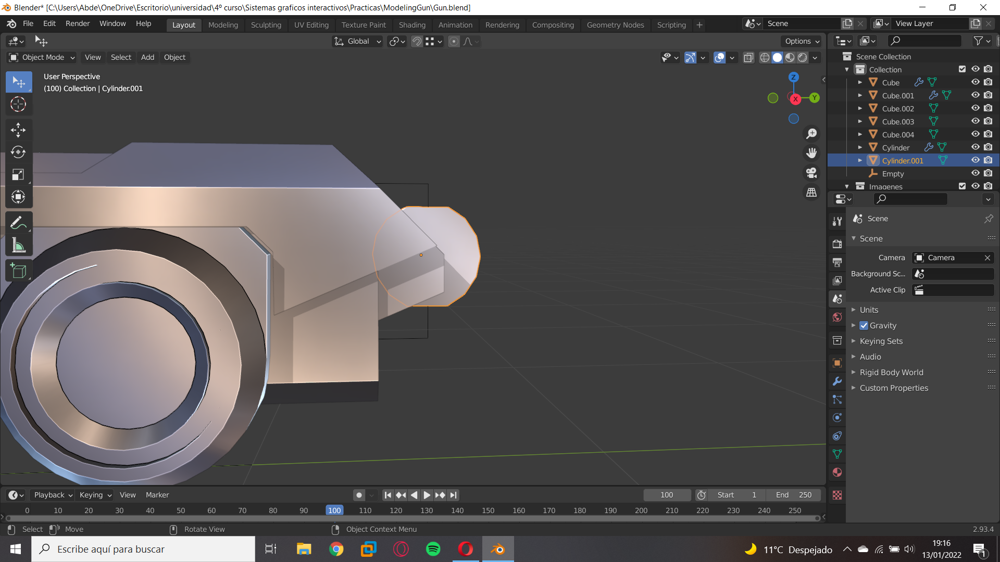 Blender* [C:\Users\Abde\OneDrive\Escritorio\universidad\4º curso\Sistemas graficos interactivos\Practicas\ModelingGun\Gun.blend]
File Edit Render Window Help Layout Modeling Sculpting UV Editing Texture Paint Shading Animation Rendering Compositing Geometry Nodes Scripting + Scene View Layer
Global Options
Object Mode View Select Add Object
User Perspective
(100) Collection | Cylinder.001
Z
X
Y
Scene Collection
Collection
Cube
Cube.001
Cube.002
Cube.003
Cube.004
Cylinder
Cylinder.001
Empty
Imagenes
Scene
Scene
Camera Camera
Background Sc...
Active Clip
Units
Gravity
Keying Sets
Audio
Rigid Body World
Custom Properties
Playback Keying View Marker 100 Start 1 End 250
0 10 20 30 40 50 60 70 80 90 100 110 120 130 140 150 160 170 180 190 200 210 220 230 240 250
Select Move Rotate View Object Context Menu 2.93.4
Escribe aquí para buscar
11°C Despejado
19:16
13/01/2022
1